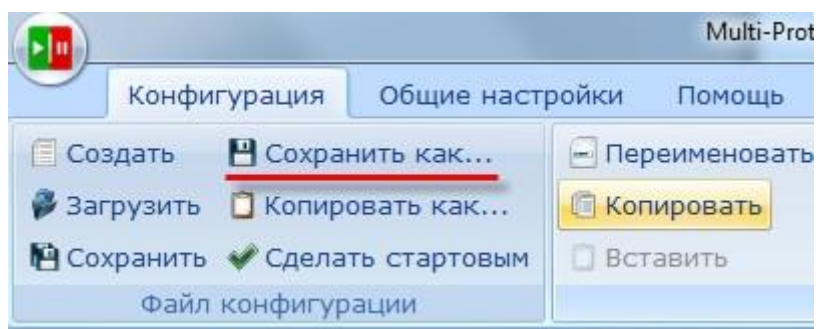 Multi-Prot
Конфигурация Общие настройки Помощь
Создать Сохранить как... Переименовать
Загрузить Копировать как... Копировать
Сохранить Сделать стартовым Вставить
Файл конфигурации